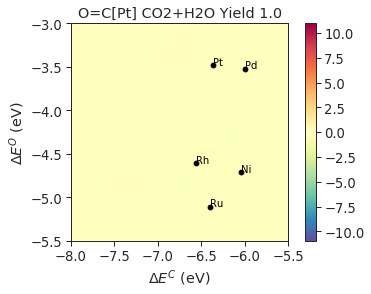 O=C[Pt] CO2+H2O Yield 1.0
-3.0
-3.5
-4.0
-4.5
-5.0
-5.5
ΔE^O (eV)
Pt
Pd
Rh
Ni
Ru
-8.0 -7.5 -7.0 -6.5 -6.0 -5.5
ΔE^C (eV)
10.0
7.5
5.0
2.5
0.0
−2.5
−5.0
−7.5
−10.0